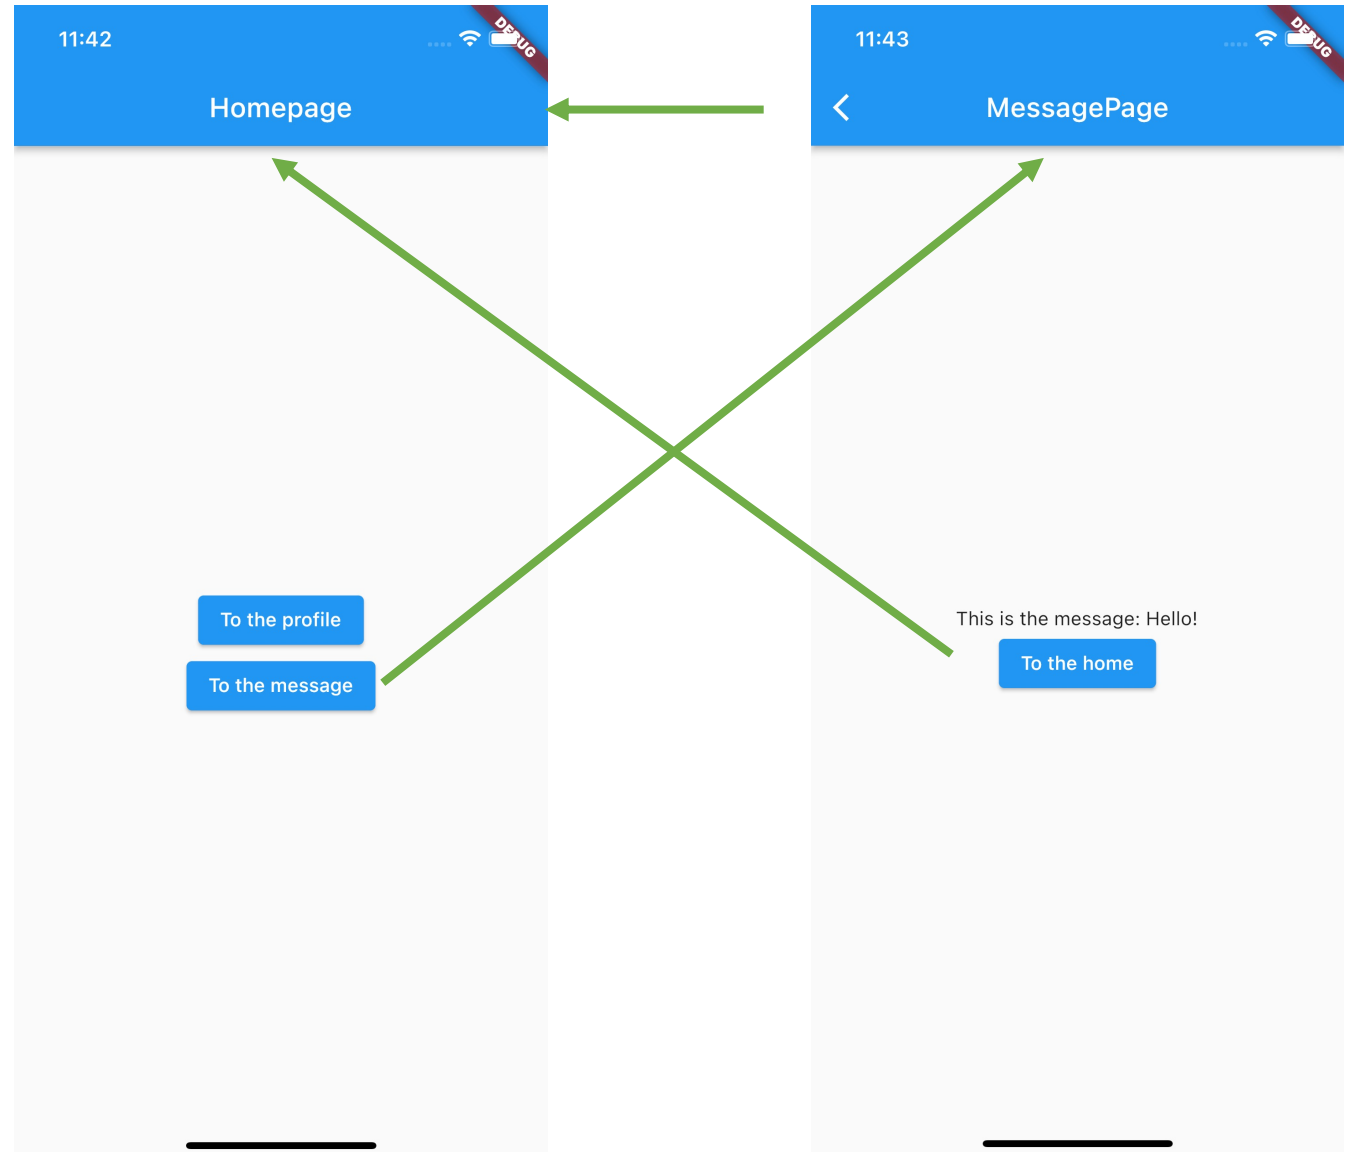 11:42
DEBUG
Homepage
To the profile
To the message
11:43
DEBUG
MessagePage
This is the message: Hello!
To the home